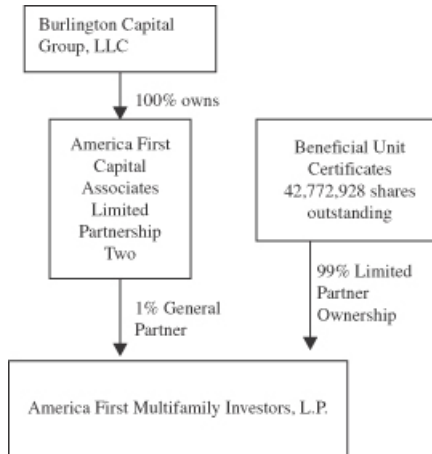 Burlington Capital
Group, LLC
100% owns
America First
Capital
Associates
Limited
Partnership
Two
Beneficial Unit
Certificates
42,772,928 shares
outstanding
1% General
Partner
99% Limited
Partner
Ownership
America First Multifamily Investors, L.P.